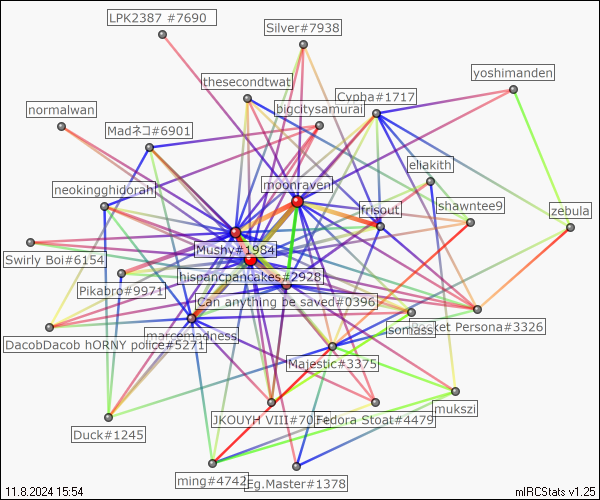 LPK2387 #7690
Silver#7938
yoshimanden
thesecondtwat
Cypha#1717
bigcitysamurai
normalwan
Madネコ#6901
eliakith
moonraven
neokingghidorah
frisout
shawntee9
zebula
Mushy#1984
Swirly Boi#6154
hispancpancakes#2928
Pikabro#9971
Can anything be saved#0396
marcemadness
somass
Pocket Persona#3326
DacobDacob hORNY police#5271
Majestic#3375
mukszi
JKOUYH VIII#70
Fedora Stoat#4479
Duck#1245
ming#4742
Eg.Master#1378
11.8.2024 15:54
mIRCStats v1.25